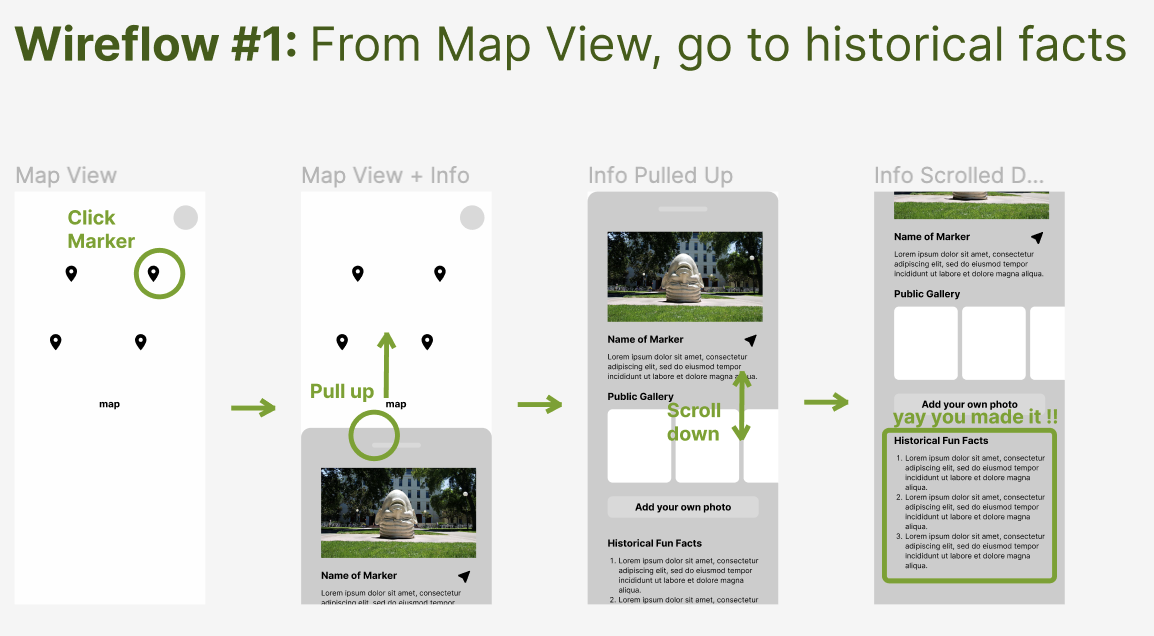 Wireflow #1: From Map View, go to historical facts
Map View
Click
Marker
map
Map View + Info
Pull up
map
Name of Marker
Lorem ipsum dolor sit amet, consectetur
adipiscing elit, sed do eiusmod tempor
Info Pulled Up
Name of Marker
Lorem ipsum dolor sit amet, consectetur
adipiscing elit, sed do eiusmod tempor
incididunt ut labore et dolore magna aliqua.
Public Gallery
Scroll
down
Add your own photo
Historical Fun Facts
1. Lorem ipsum dolor sit amet, consectetur
adipiscing elit, sed do eiusmod tempor
incididunt ut labore et dolore magna
aliqua.
2. Lorem ipsum dolor sit amet, consectetur
Info Scrolled D...
Name of Marker
Lorem ipsum dolor sit amet, consectetur
adipiscing elit, sed do eiusmod tempor
incididunt ut labore et dolore magna aliqua.
Public Gallery
Add your own photo
yay you made it !!
Historical Fun Facts
1. Lorem ipsum dolor sit amet, consectetur
adipiscing elit, sed do eiusmod tempor
incididunt ut labore et dolore magna
aliqua.
2. Lorem ipsum dolor sit amet, consectetur
adipiscing elit, sed do eiusmod tempor
incididunt ut labore et dolore magna
aliqua.
3. Lorem ipsum dolor sit amet, consectetur
adipiscing elit, sed do eiusmod tempor
incididunt ut labore et dolore magna
aliqua.